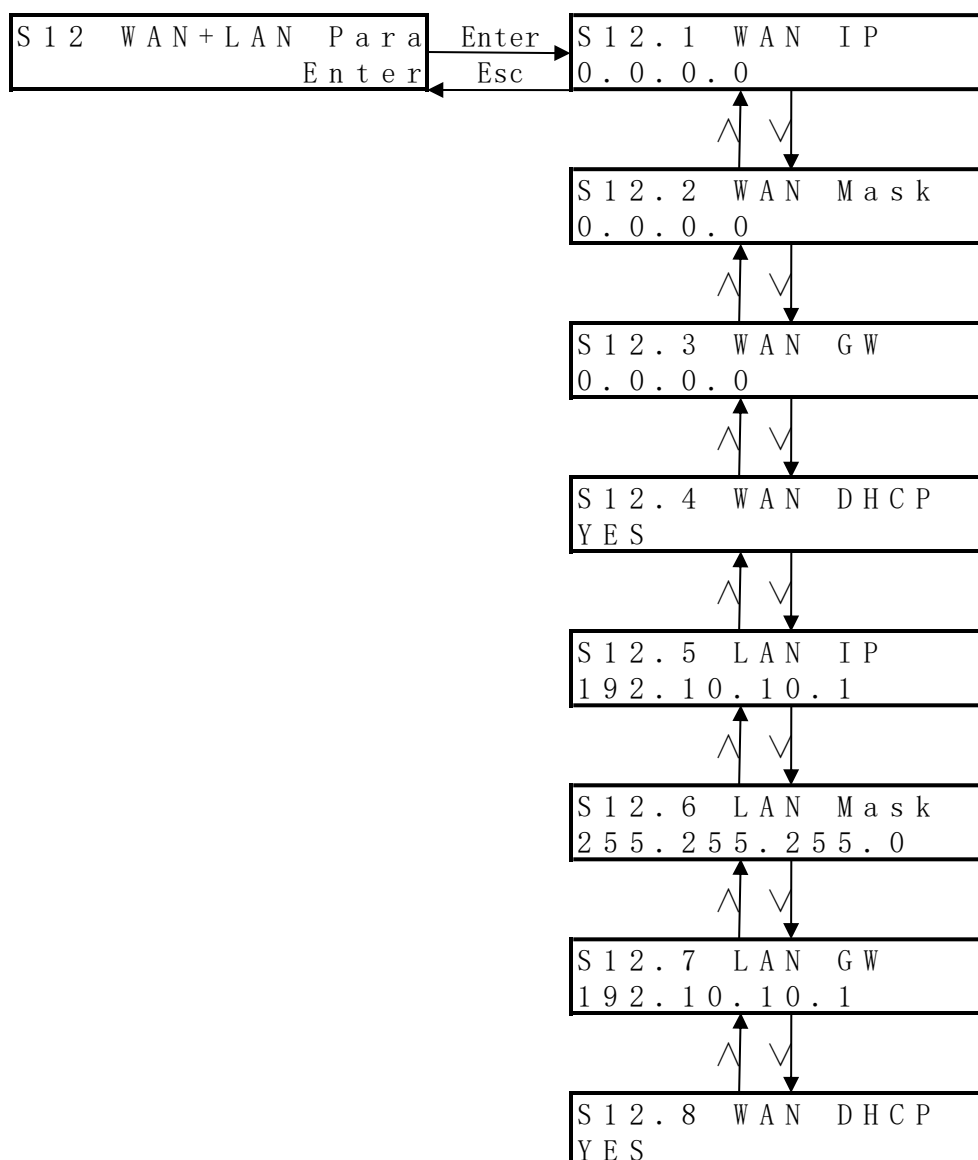 S12 WAN+LAN Para
Enter
Enter
Esc
S12.1 WAN IP
0.0.0.0
∧ ∨
S12.2 WAN Mask
0.0.0.0
∧ ∨
S12.3 WAN GW
0.0.0.0
∧ ∨
S12.4 WAN DHCP
YES
∧ ∨
S12.5 LAN IP
192.10.10.1
∧ ∨
S12.6 LAN Mask
255.255.255.0
∧ ∨
S12.7 LAN GW
192.10.10.1
∧ ∨
S12.8 WAN DHCP
YES